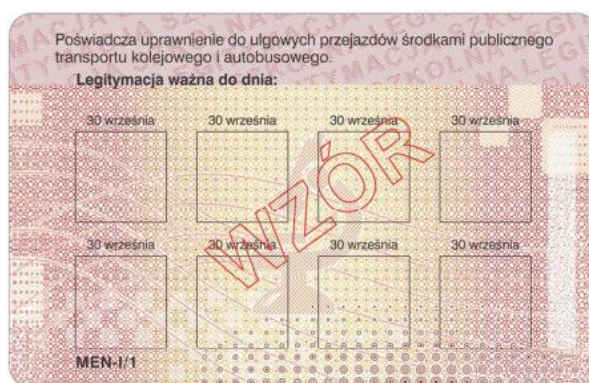 Poświadcza uprawnienie do ulgowych przejazdów środkami publicznego
transportu kolejowego i autobusowego.
Legitymacja ważna do dnia:
30 września 30 września 30 września 30 września
30 września 30 września 30 września 30 września
WZÓR
MEN-I/1